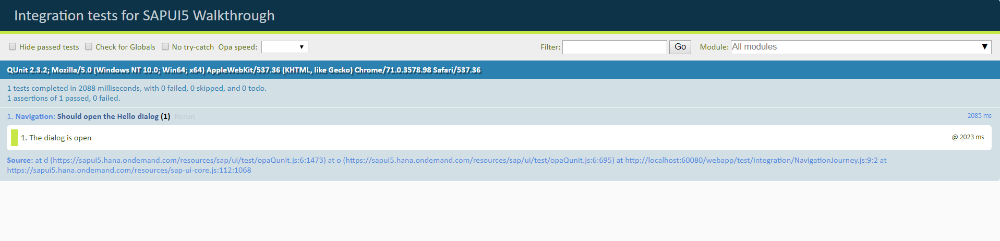 Integration tests for SAPUI5 Walkthrough
Hide passed tests Check for Globals No try-catch Opa speed: Filter: Go Module: All modules
QUnit 2.3.2; Mozilla/5.0 (Windows NT 10.0; Win64; x64) AppleWebKit/537.36 (KHTML, like Gecko) Chrome/71.0.3578.98 Safari/537.36
1 tests completed in 2088 milliseconds, with 0 failed, 0 skipped, and 0 todo.
1 assertions of 1 passed, 0 failed.
1. Navigation: Should open the Hello dialog (1) Rerun 2085 ms
1. The dialog is open @ 2023 ms
Source: at d (https://sapui5.hana.ondemand.com/resources/sap/ui/test/opaQunit.js:6:1473) at o (https://sapui5.hana.ondemand.com/resources/sap/ui/test/opaQunit.js:6:695) at http://localhost:60080/webapp/test/integration/NavigationJourney.js:9:2 at
https://sapui5.hana.ondemand.com/resources/sap-ui-core.js:112:1068